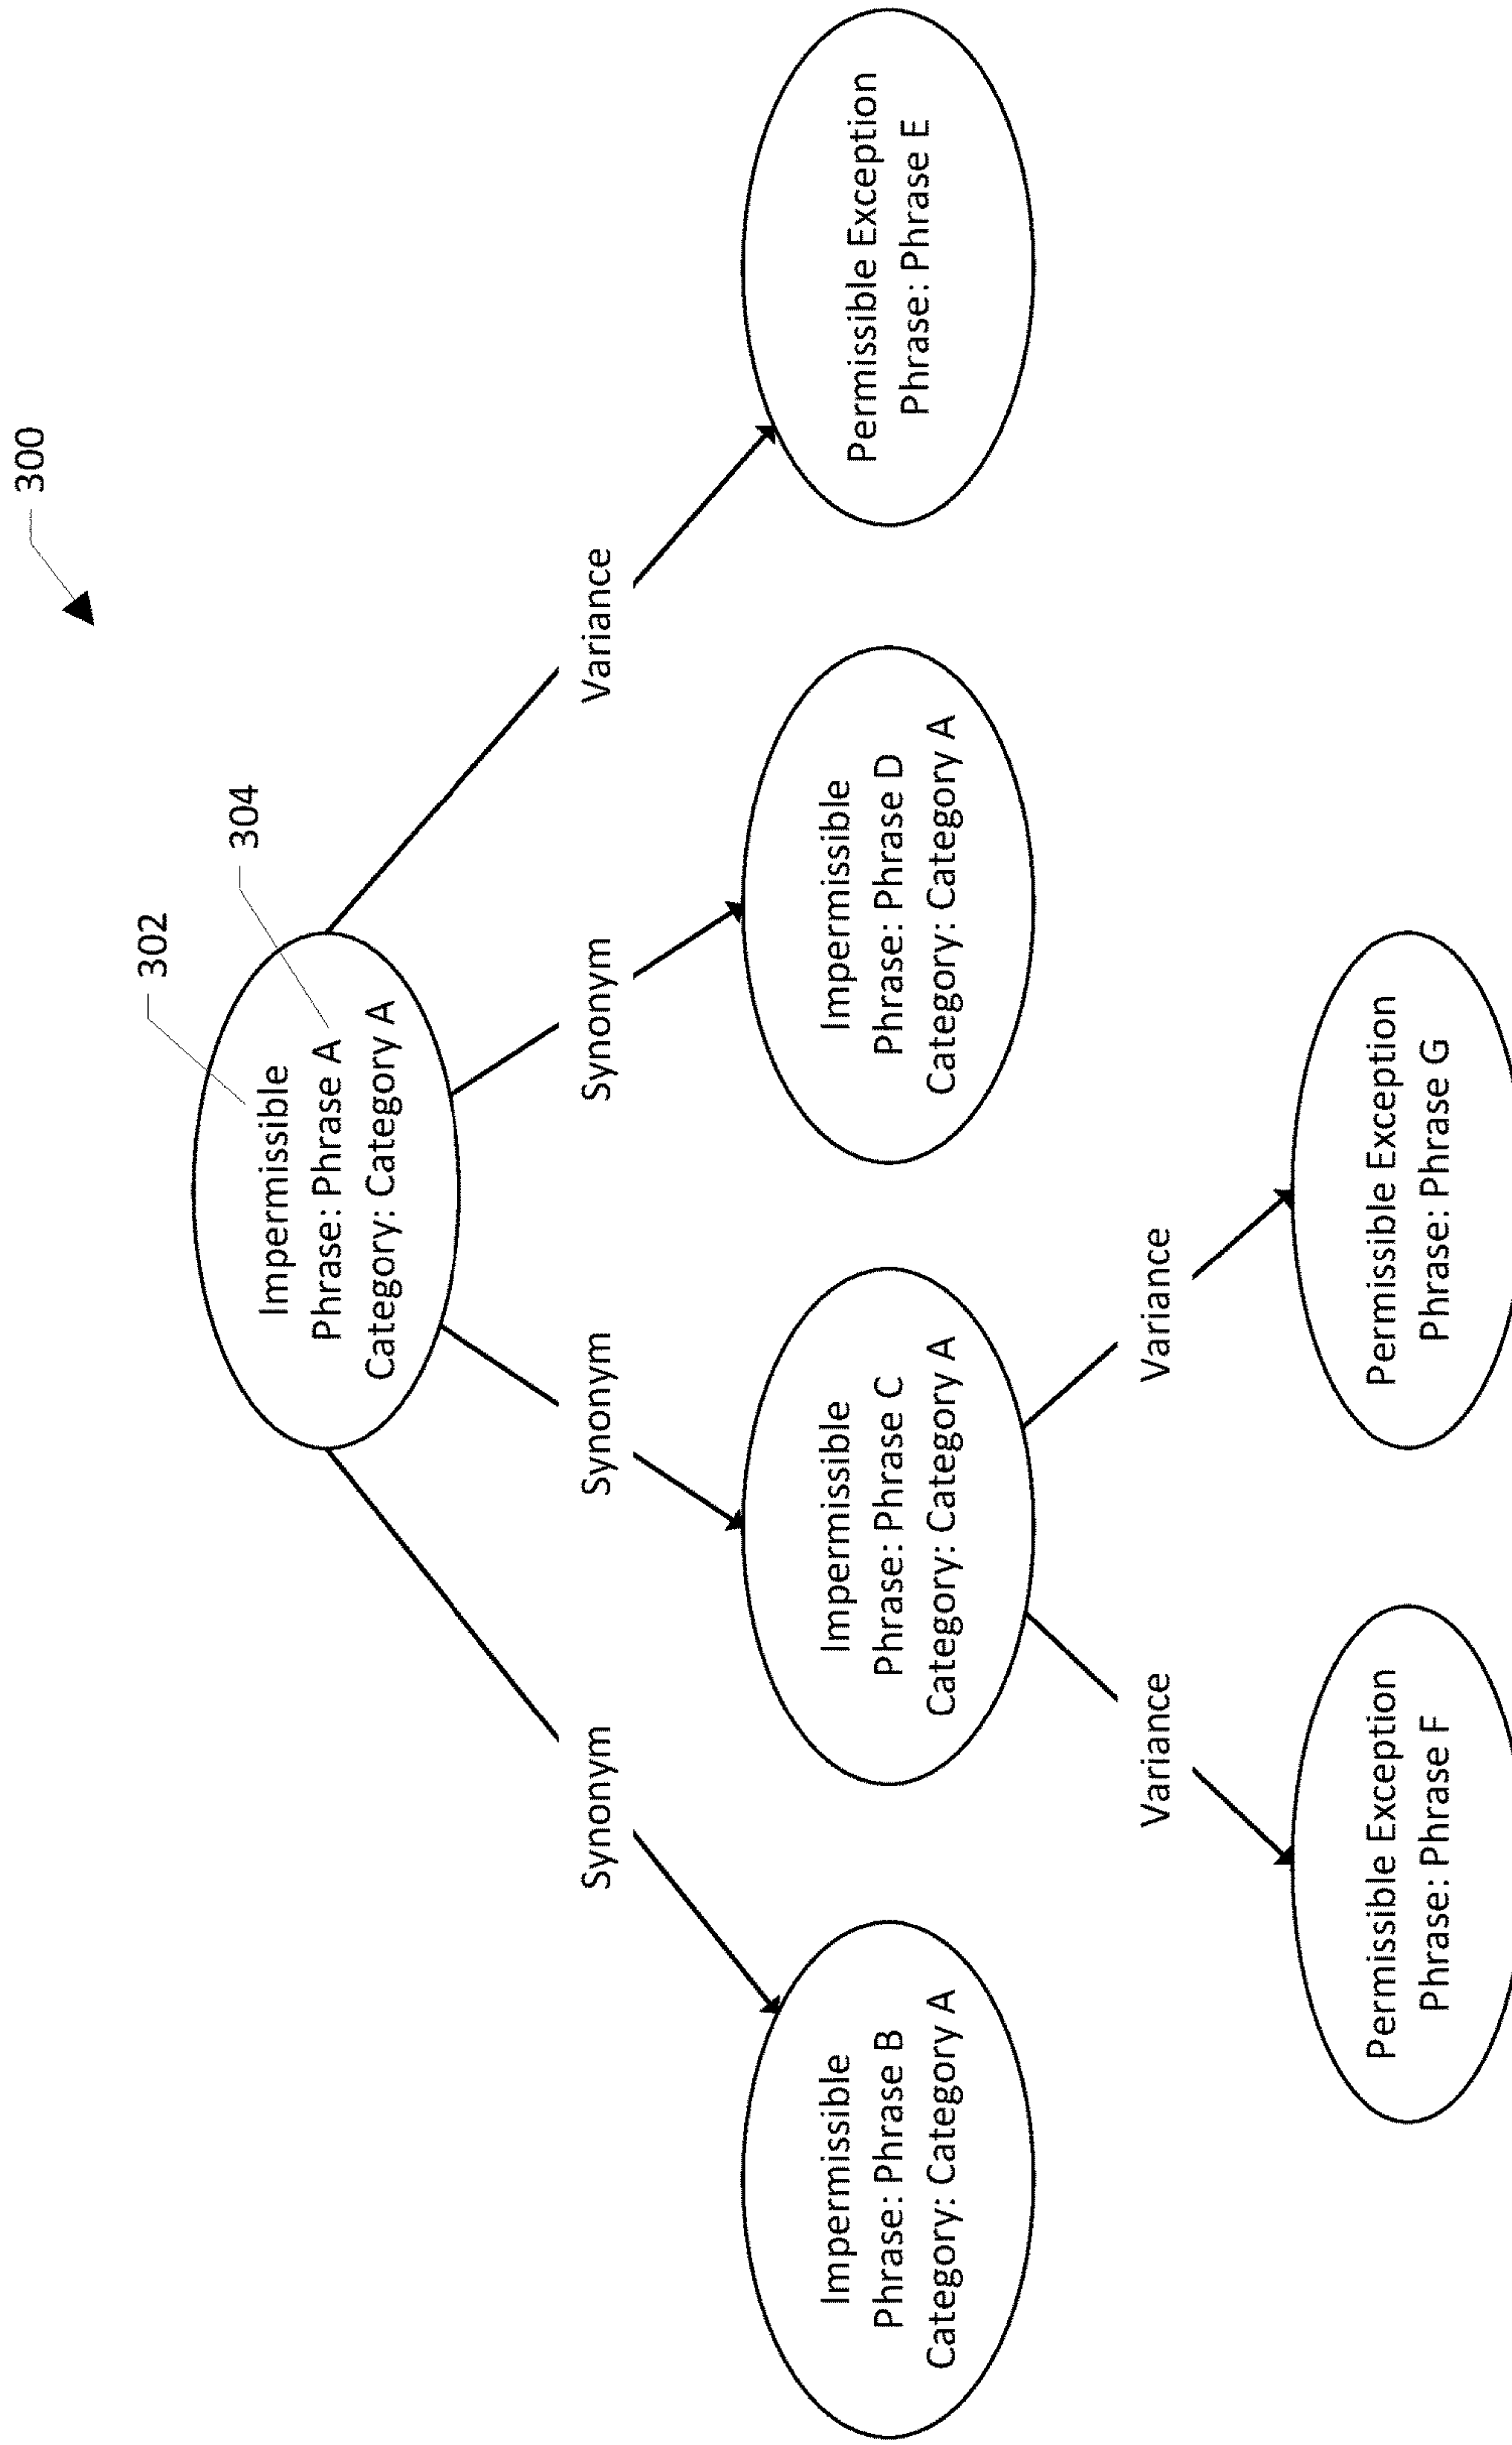 300
302
304
Impermissible
Phrase: Phrase A
Category: Category A
Synonym
Synonym
Synonym
Variance
Impermissible
Phrase: Phrase B
Category: Category A
Impermissible
Phrase: Phrase C
Category: Category A
Impermissible
Phrase: Phrase D
Category: Category A
Permissible Exception
Phrase: Phrase E
Variance
Variance
Permissible Exception
Phrase: Phrase F
Permissible Exception
Phrase: Phrase G